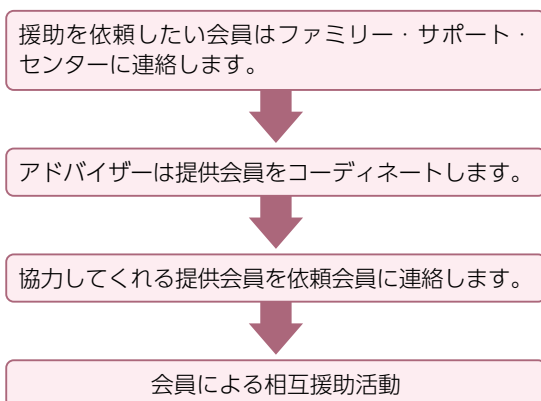 援助を依頼したい会員はファミリー・サポート・
センターに連絡します。
アドバイザーは提供会員をコーディネートします。
協力してくれる提供会員を依頼会員に連絡します。
会員による相互援助活動